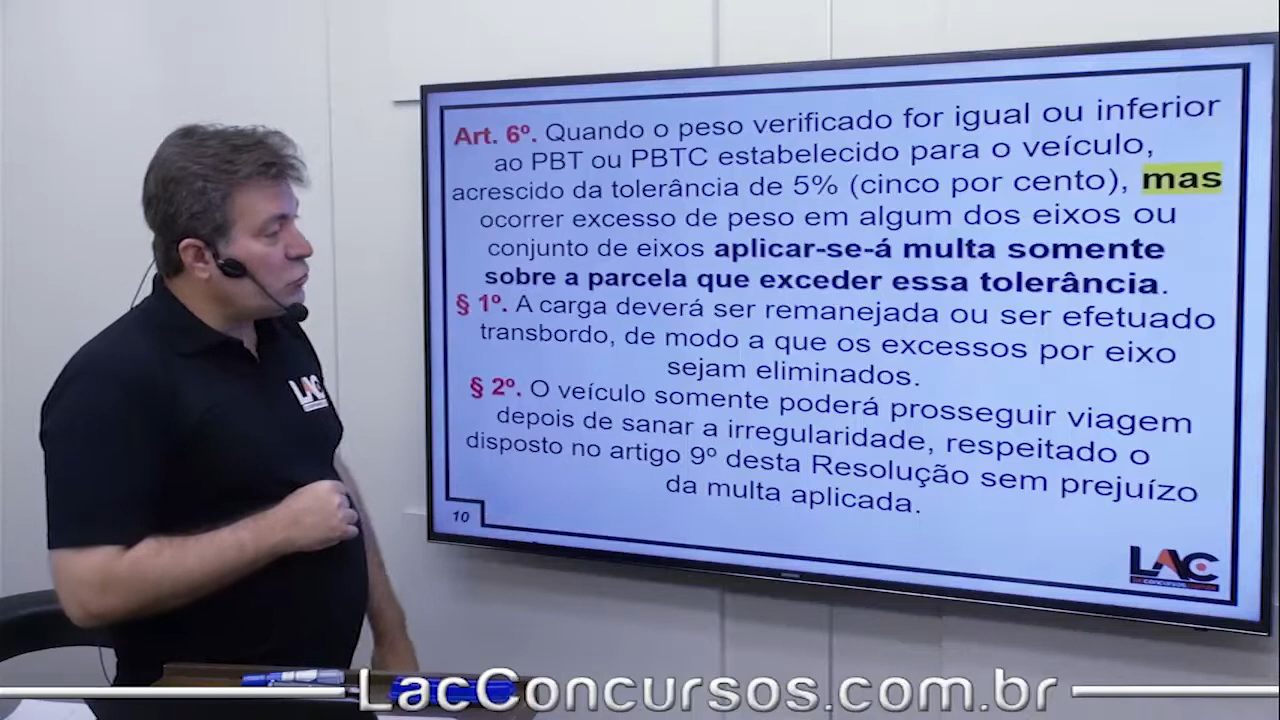 Art. 6º. Quando o peso verificado for igual ou inferior
ao PBT ou PBTC estabelecido para o veículo,
acrescido da tolerância de 5% (cinco por cento), mas
ocorrer excesso de peso em algum dos eixos ou
conjunto de eixos aplicar-se-á multa somente
sobre a parcela que exceder essa tolerância.
§ 1º. A carga deverá ser remanejada ou ser efetuado
transbordo, de modo a que os excessos por eixo
sejam eliminados.
§ 2º. O veículo somente poderá prosseguir viagem
depois de sanar a irregularidade, respeitado o
disposto no artigo 9º desta Resolução sem prejuízo
da multa aplicada.
10
LAC
LAC
LacConcursos.com.br